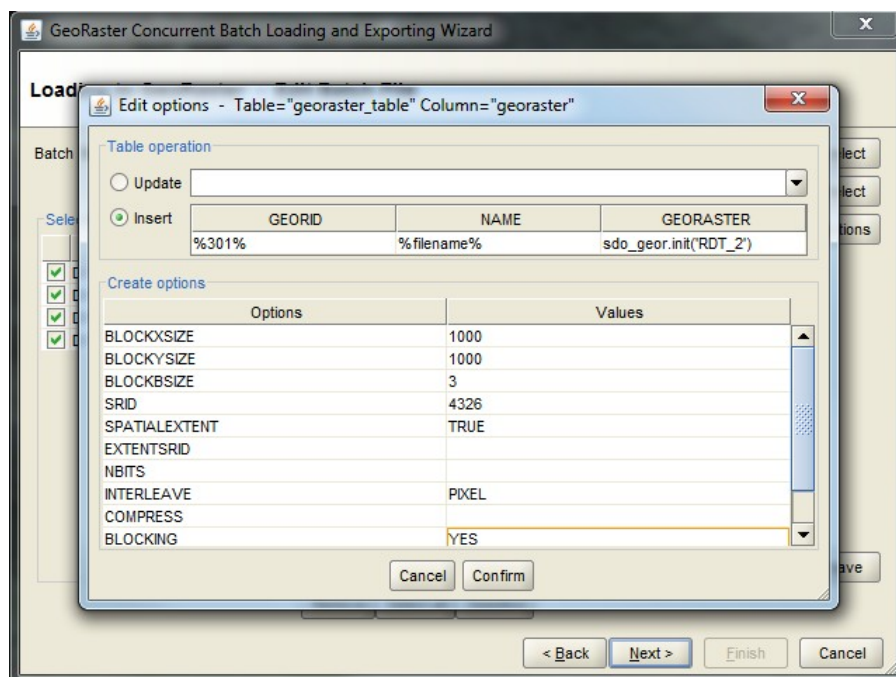 GeoRaster Concurrent Batch Loading and Exporting Wizard
Edit options - Table="georaster_table" Column="georaster"
Table operation
Batch
Update
Insert GEORID NAME GEORASTER
%301% %filename% sdo_geor.init('RDT_2')
Create options
Options Values
BLOCKXSIZE 1000
BLOCKYSIZE 1000
BLOCKBSIZE 3
SRID 4326
SPATIALEXTENT TRUE
EXTENTSRID
NBITS
INTERLEAVE PIXEL
COMPRESS
BLOCKING YES
Cancel Confirm
< Back Next > Finish Cancel